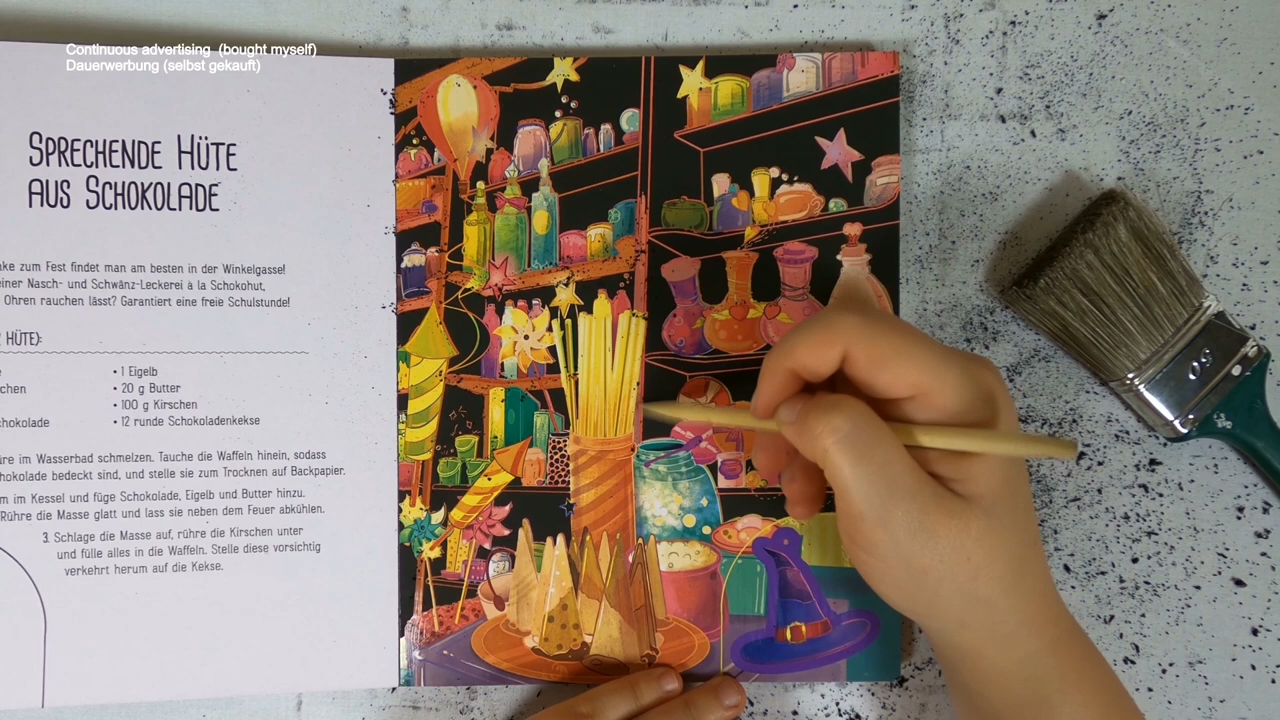 Continuous advertising (bought myself)
Dauerwerbung (selbst gekauft)
SPRECHENDE HÜTE
AUS SCHOKOLADE
zum Fest findet man am besten in der Winkelgasse!
einer Nasch- und Schwänz-Leckerei à la Schokohut,
Ohren rauchen lässt? Garantiert eine freie Schulstunde!
HÜTE):
• 1 Eigelb
• 20 g Butter
• 100 g Kirschen
• 12 runde Schokoladenkekse
im Wasserbad schmelzen. Tauche die Waffeln hinein, sodass
bedeckt sind, und stelle sie zum Trocknen auf Backpapier.
im Kessel und füge Schokolade, Eigelb und Butter hinzu.
Rühre die Masse glatt und lass sie neben dem Feuer abkühlen.
3. Schlage die Masse auf, rühre die Kirschen unter
und fülle alles in die Waffeln. Stelle diese vorsichtig
verkehrt herum auf die Kekse.
60